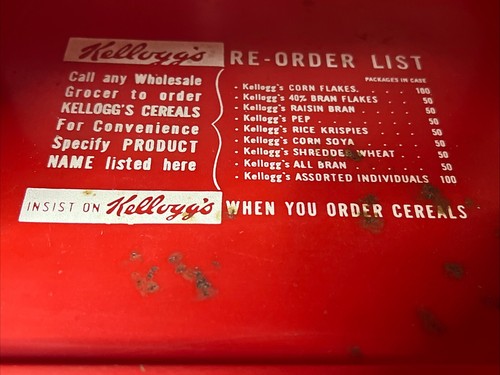 Kellogg's RE-ORDER LIST
Call any Wholesale
Grocer to order
KELLOGG'S CEREALS
For Convenience
Specify PRODUCT
NAME listed here
PACKAGES IN CASE
• Kellogg's CORN FLAKES. . . . 100
• Kellogg's 40% BRAN FLAKES . . . 50
• Kellogg's RAISIN BRAN . . . . 50
• Kellogg's PEP . . . . . . 50
• Kellogg's RICE KRISPIES . . . 50
• Kellogg's CORN SOYA . . . . 50
• Kellogg's SHREDDED WHEAT . . . 50
• Kellogg's ALL BRAN . . . . . 50
• Kellogg's ASSORTED INDIVIDUALS 100
INSIST ON Kellogg's WHEN YOU ORDER CEREALS